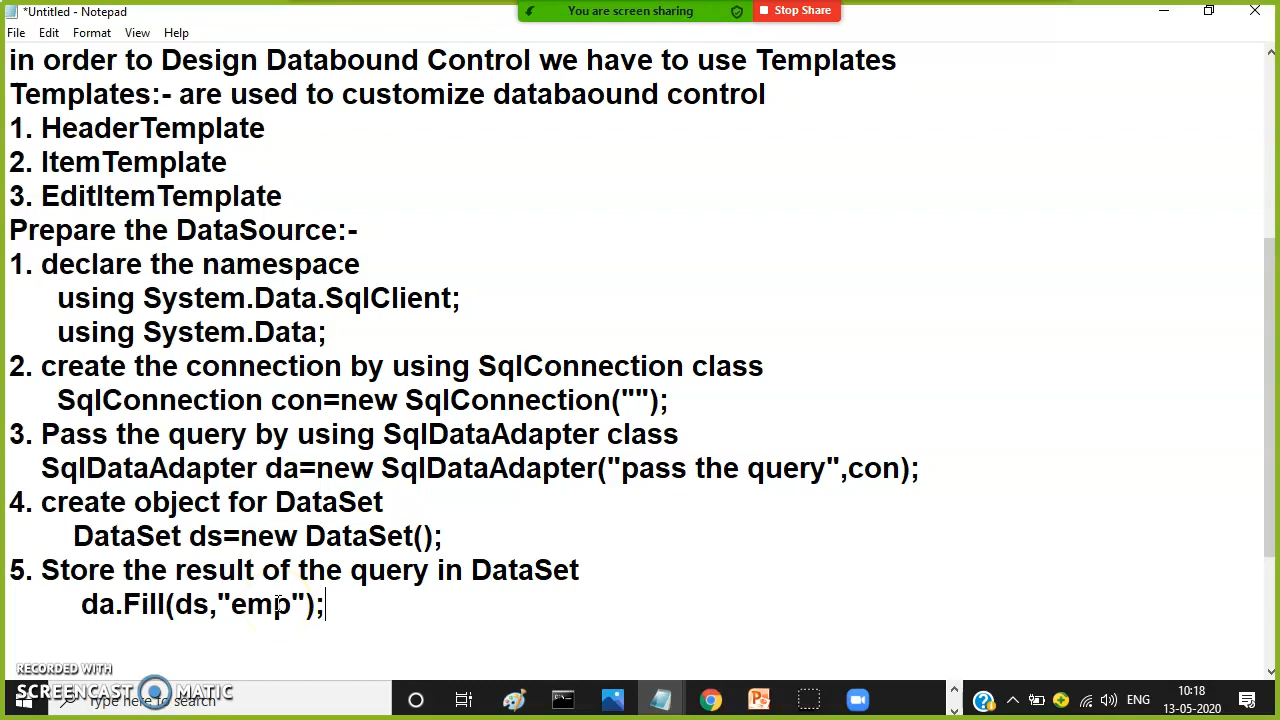 *Untitled - Notepad
You are screen sharing
Stop Share
File Edit Format View Help
in order to Design Databound Control we have to use Templates
Templates:- are used to customize databaound control
1. HeaderTemplate
2. ItemTemplate
3. EditItemTemplate
Prepare the DataSource:-
1. declare the namespace
using System.Data.SqlClient;
using System.Data;
2. create the connection by using SqlConnection class
SqlConnection con=new SqlConnection("");
3. Pass the query by using SqlDataAdapter class
SqlDataAdapter da=new SqlDataAdapter("pass the query",con);
4. create object for DataSet
DataSet ds=new DataSet();
5. Store the result of the query in DataSet
da.Fill(ds,"emp");
RECORDED WITH
SCREENCAST MATIC
Type here to search
ENG
10:18
13-05-2020